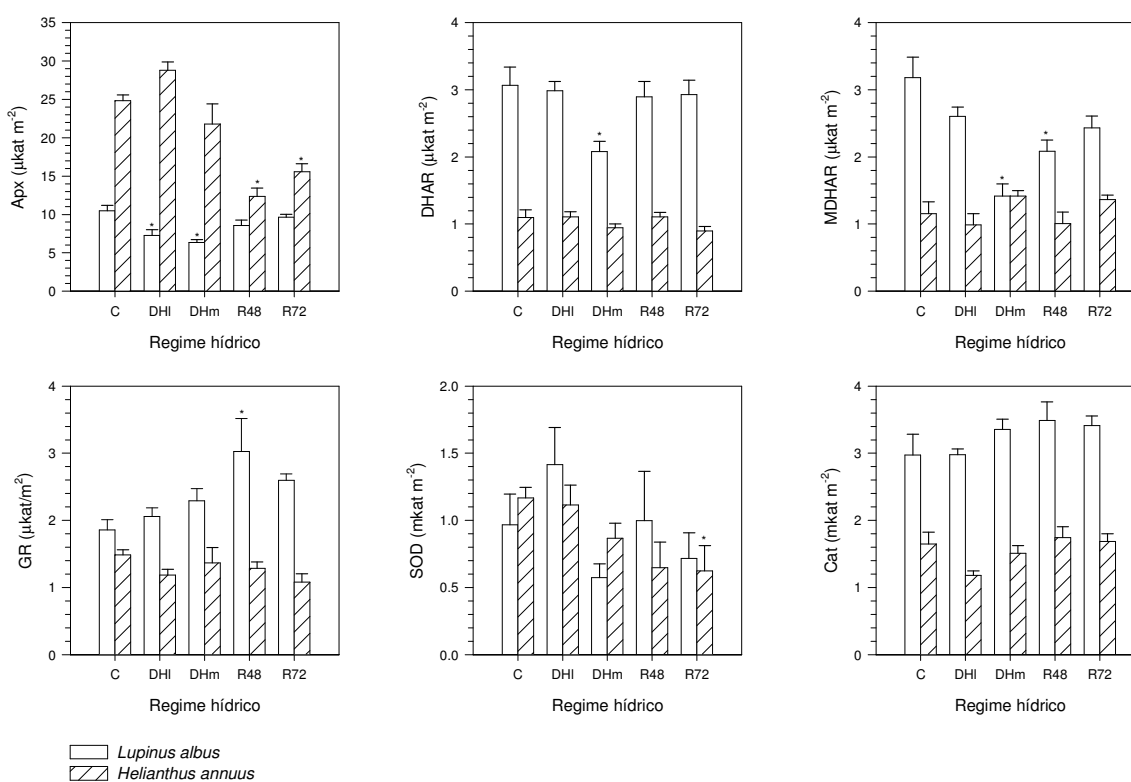 35
30
25
20
15
10
5
0
Apx (µkat m-2)
* * * *
C DHl DHm R48 R72
Regime hídrico
4
3
2
1
0
DHAR (µkat m-2)
*
C DHl DHm R48 R72
Regime hídrico
4
3
2
1
0
MDHAR (µkat m-2)
* *
C DHl DHm R48 R72
Regime hídrico
4
3
2
1
0
GR (µkat/m2)
*
C DHl DHm R48 R72
Regime hídrico
2.0
1.5
1.0
0.5
0.0
SOD (mkat m-2)
*
C DHl DHm R48 R72
Regime hídrico
4
3
2
1
0
Cat (mkat m-2)
C DHl DHm R48 R72
Regime hídrico
Lupinus albus
Helianthus annuus